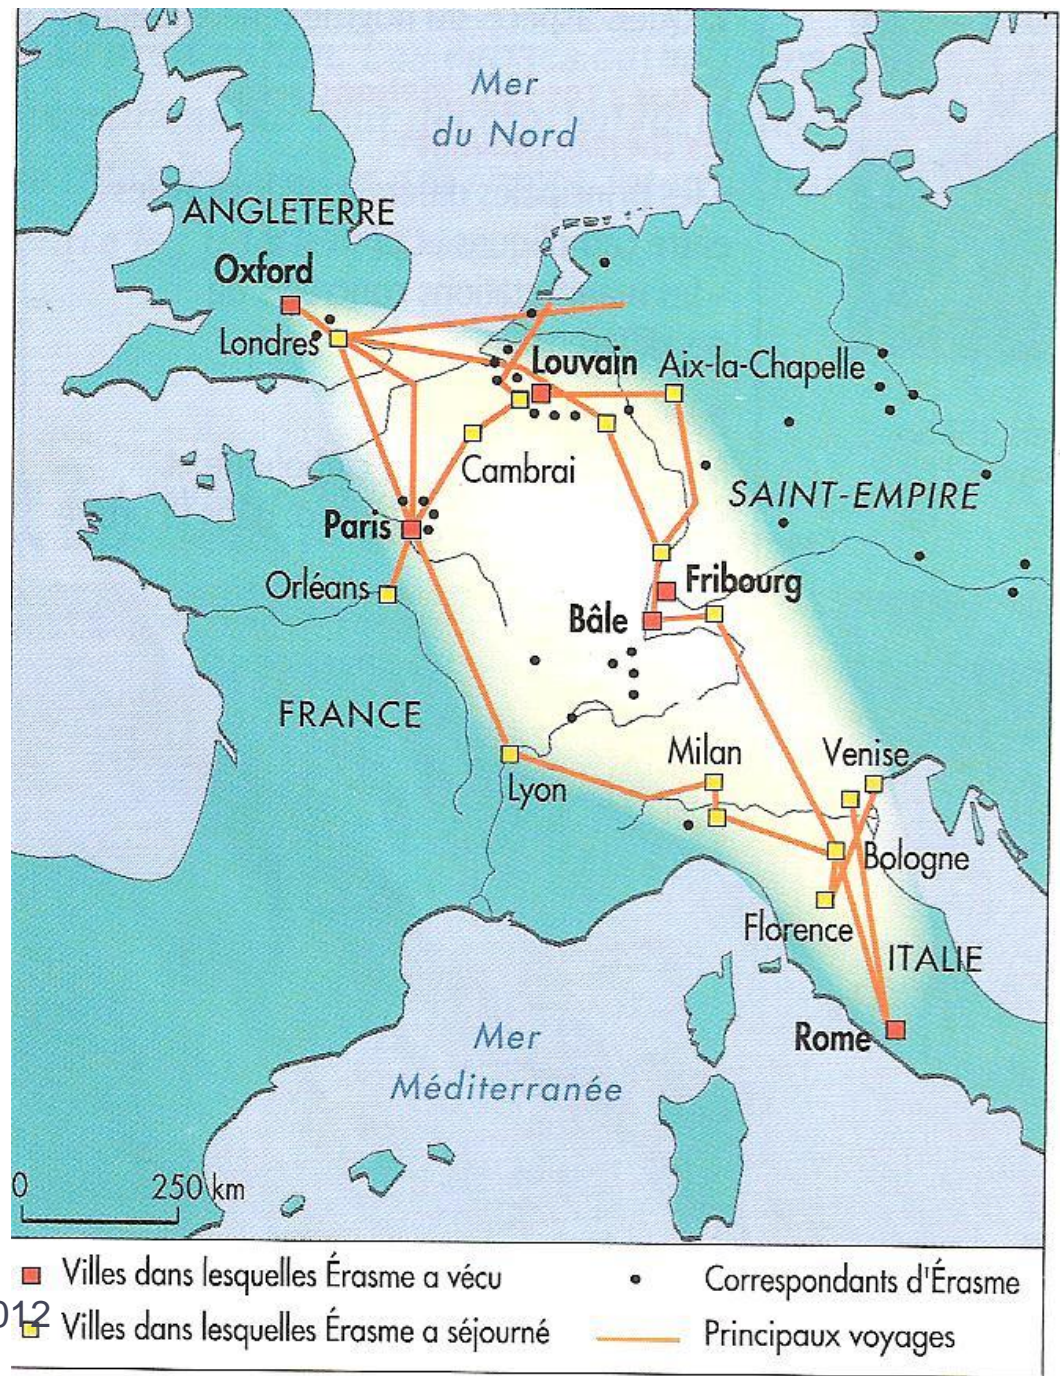 Mer
du Nord
ANGLETERRE
Oxford
Londres
Louvain
Aix-la-Chapelle
Cambrai
SAINT-EMPIRE
Paris
Orléans
Fribourg
Bâle
FRANCE
Milan
Venise
Lyon
Bologne
Florence
ITALIE
Rome
Mer
Méditerranée
0 250 km
Villes dans lesquelles Érasme a vécu
Correspondants d'Érasme
012
Villes dans lesquelles Érasme a séjourné
Principaux voyages